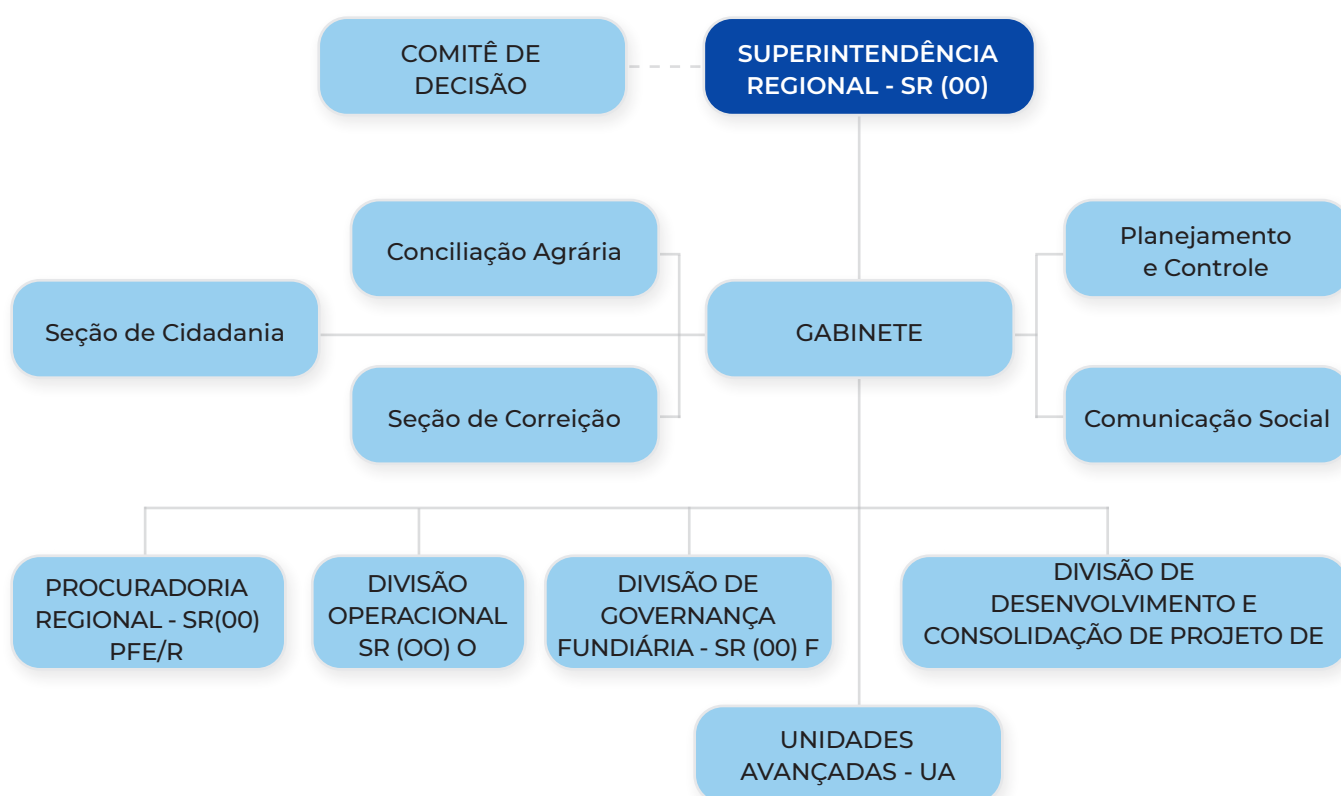 COMITÊ DE
DECISÃO
SUPERINTENDÊNCIA
REGIONAL - SR (00)
Conciliação Agrária
Planejamento
e Controle
Seção de Cidadania
GABINETE
Seção de Correição
Comunicação Social
PROCURADORIA
REGIONAL - SR(00)
PFE/R
DIVISÃO
OPERACIONAL
SR (OO) O
DIVISÃO DE
GOVERNANÇA
FUNDIÁRIA - SR (00) F
DIVISÃO DE
DESENVOLVIMENTO E
CONSOLIDAÇÃO DE PROJETO DE
UNIDADES
AVANÇADAS - UA